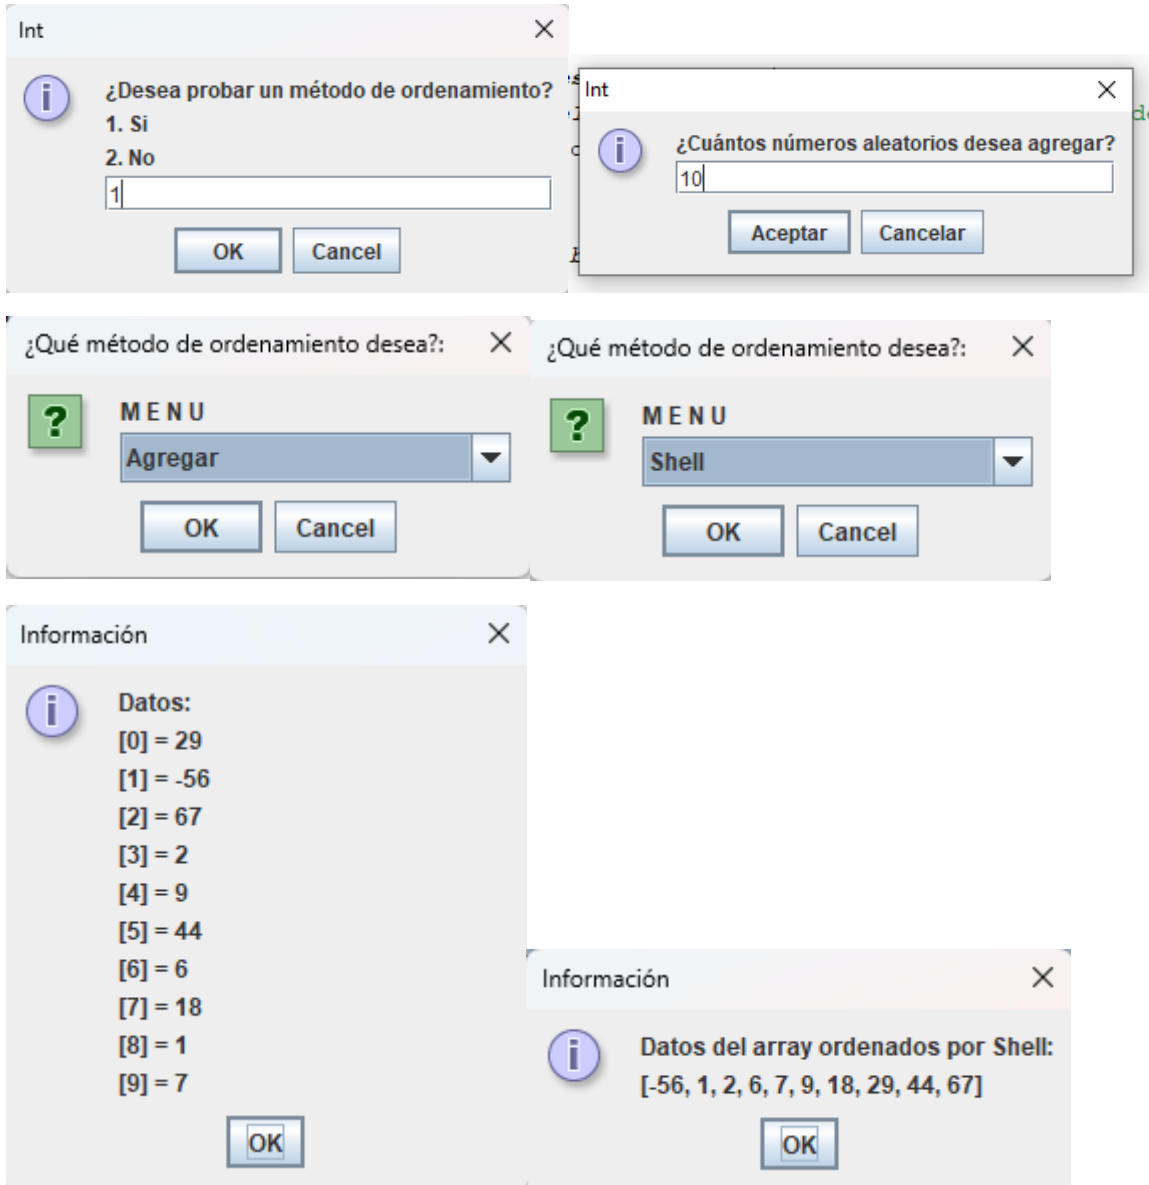 Int
¿Desea probar un método de ordenamiento?
1. Si
2. No
1
OK Cancel
Int
¿Cuántos números aleatorios desea agregar?
10
Aceptar Cancelar
¿Qué método de ordenamiento desea?:
M E N U
Agregar
OK Cancel
¿Qué método de ordenamiento desea?:
M E N U
Shell
OK Cancel
Información
Datos:
[0] = 29
[1] = -56
[2] = 67
[3] = 2
[4] = 9
[5] = 44
[6] = 6
[7] = 18
[8] = 1
[9] = 7
OK
Información
Datos del array ordenados por Shell:
[-56, 1, 2, 6, 7, 9, 18, 29, 44, 67]
OK